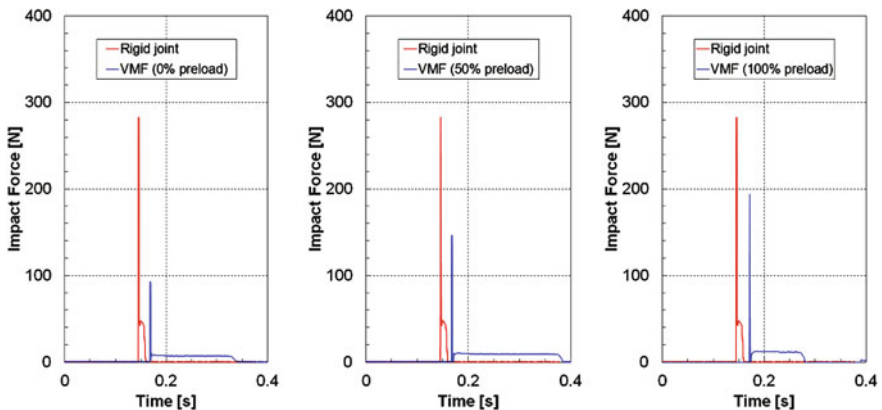 400
300
200
100
0
Impact Force [N]
Rigid joint
VMF (0% preload)
0
0.2
0.4
Time [s]
400
300
200
100
0
Impact Force [N]
Rigid joint
VMF (50% preload)
0
0.2
0.4
Time [s]
400
300
200
100
0
Impact Force [N]
Rigid joint
VMF (100% preload)
0
0.2
0.4
Time [s]